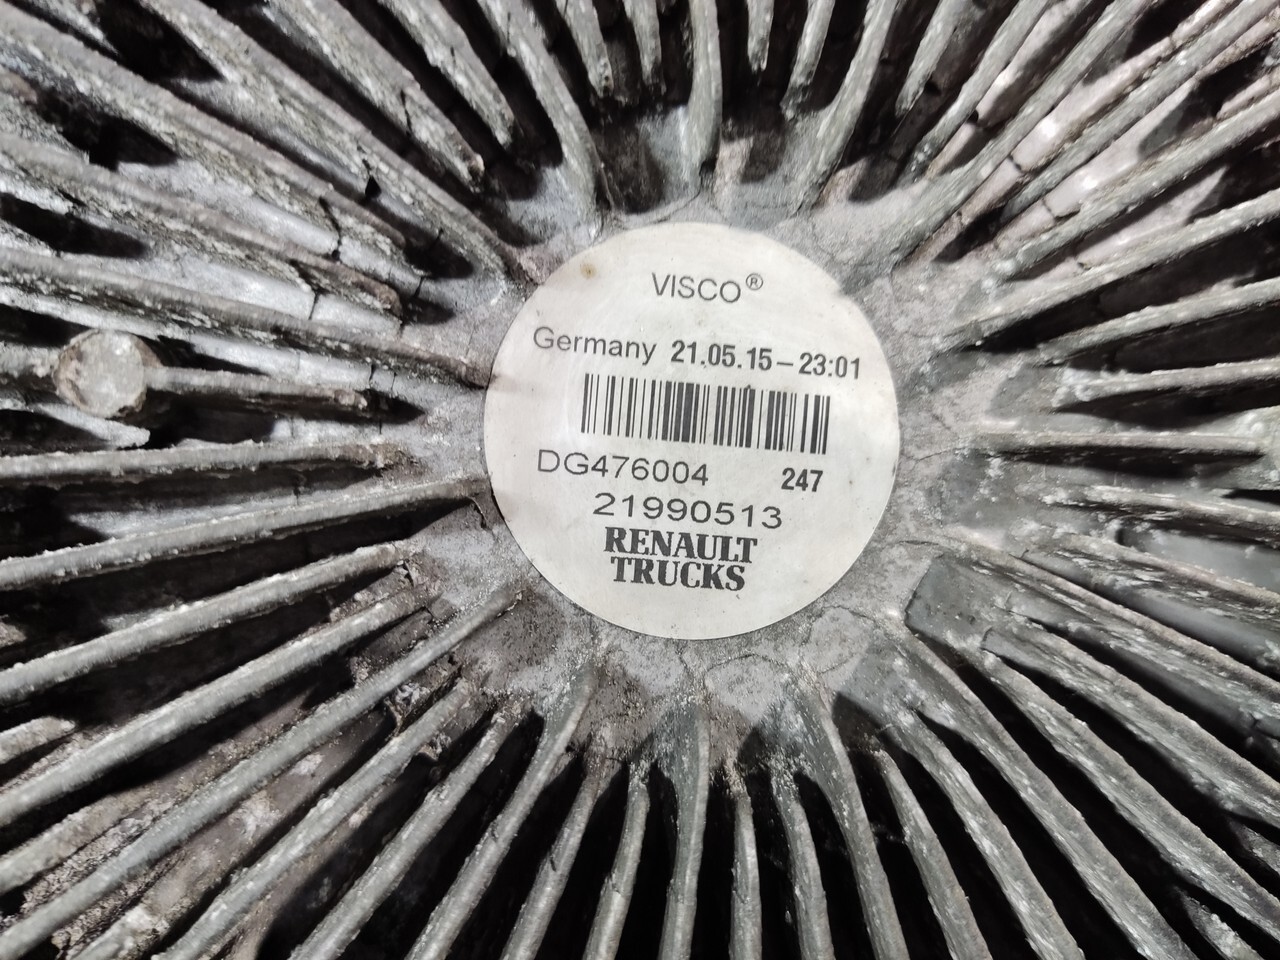 VISCO®
Germany 21.05.15 – 23:01
DG476004 247
21990513
RENAULT
TRUCKS